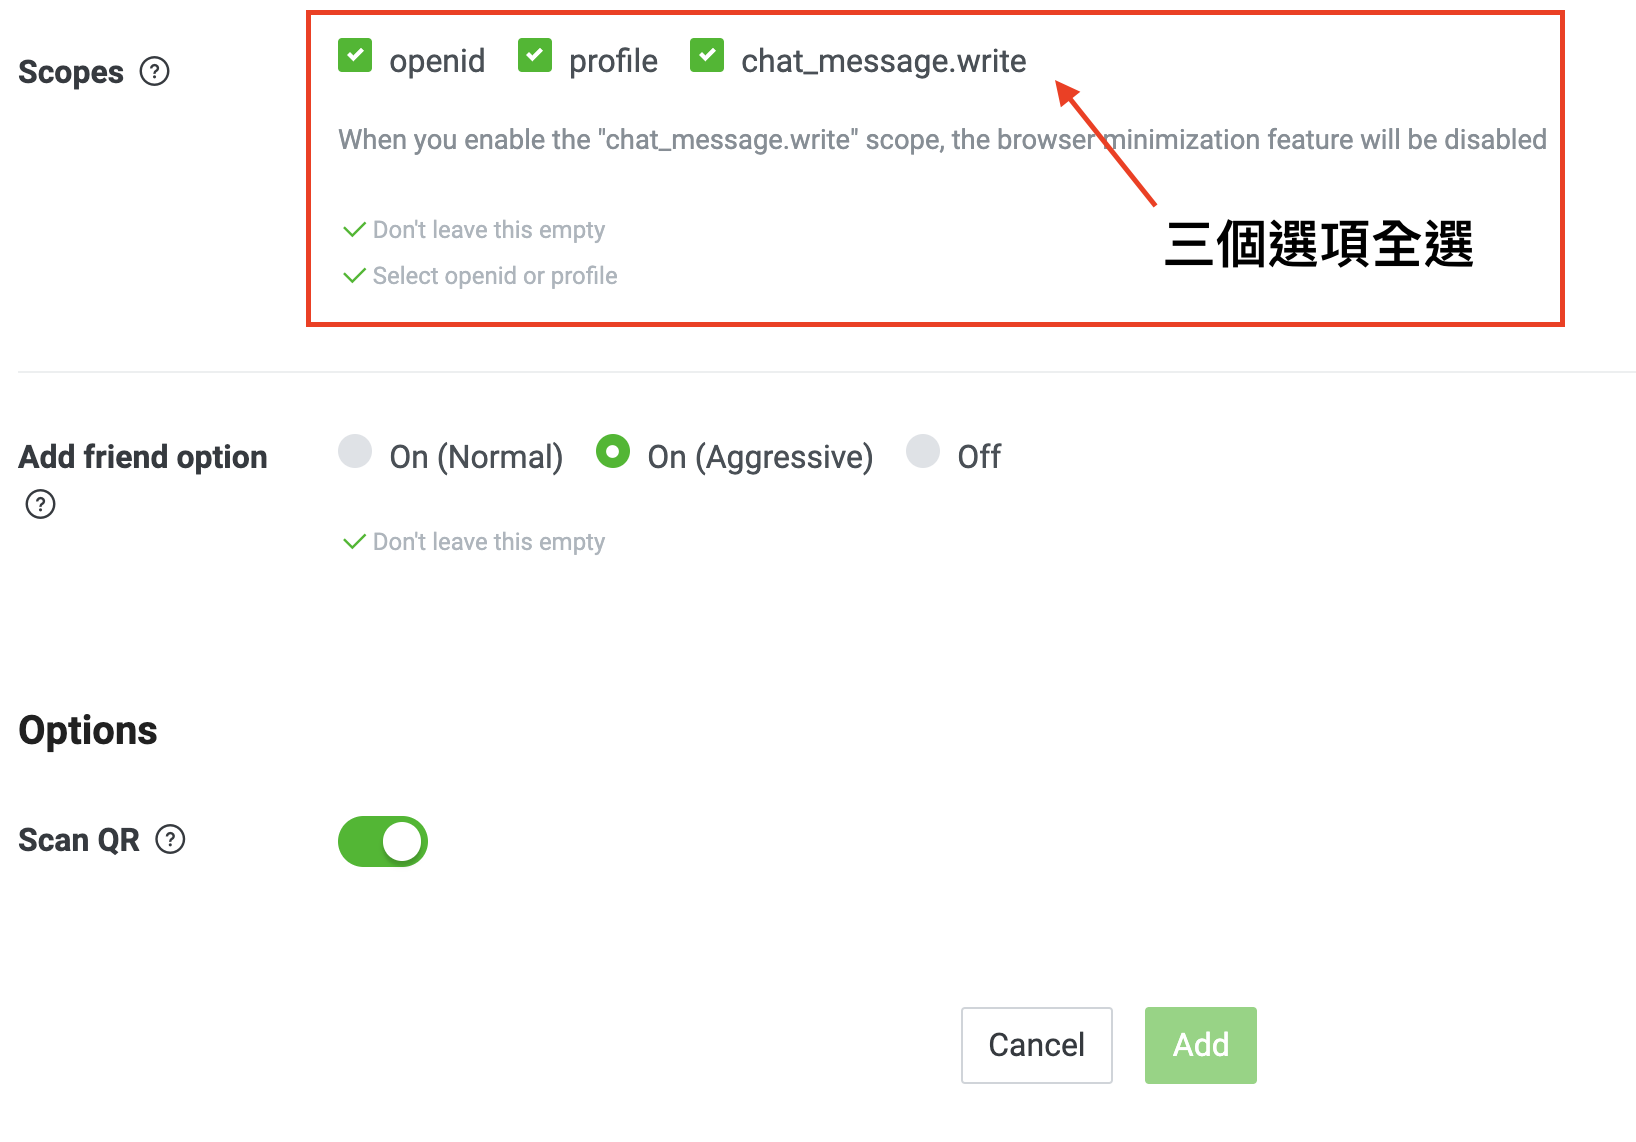 Scopes ?
openid profile chat_message.write
When you enable the "chat_message.write" scope, the browser minimization feature will be disabled
Don't leave this empty
三個選項全選
Select openid or profile
Add friend option
?
On (Normal) On (Aggressive) Off
Don't leave this empty
Options
Scan QR ?
Cancel Add